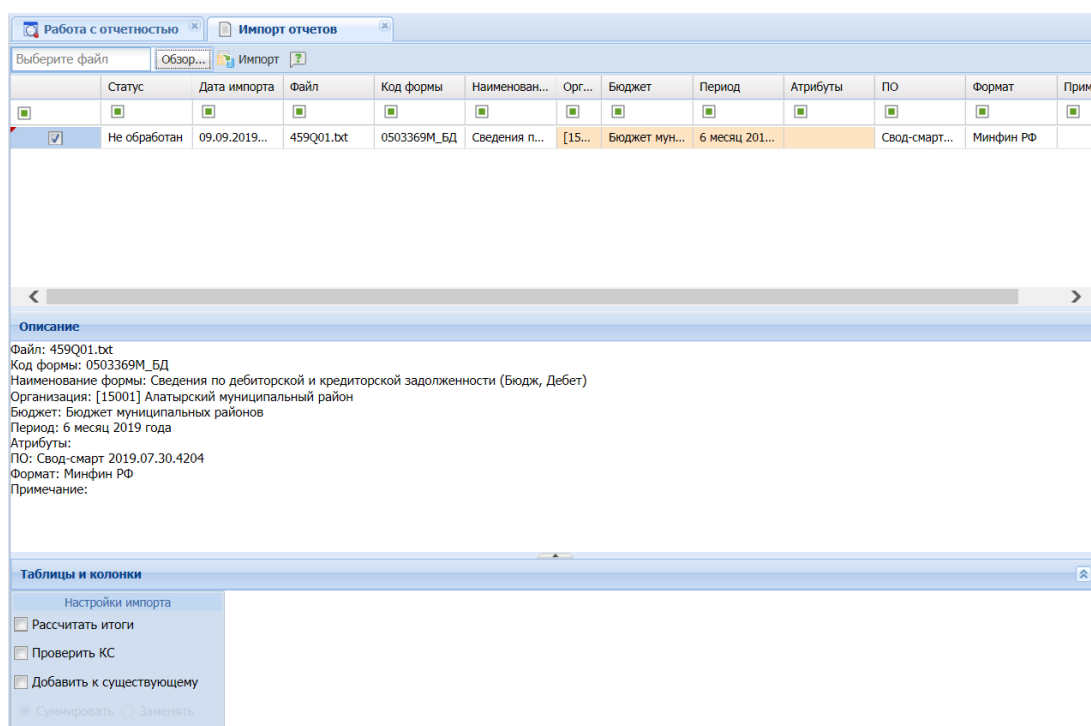 Работа с отчетностью Импорт отчетов
Выберите файл Обзор... Импорт ?
Статус Дата импорта Файл Код формы Наименован... Орг... Бюджет Период Атрибуты ПО Формат Прим
Не обработан 09.09.2019... 459Q01.txt 0503369М_БД Сведения п... [15... Бюджет мун... 6 месяц 201... Свод-смарт... Минфин РФ
Описание
Файл: 459Q01.txt
Код формы: 0503369М_БД
Наименование формы: Сведения по дебиторской и кредиторской задолженности (Бюдж, Дебет)
Организация: [15001] Алатырский муниципальный район
Бюджет: Бюджет муниципальных районов
Период: 6 месяц 2019 года
Атрибуты:
ПО: Свод-смарт 2019.07.30.4204
Формат: Минфин РФ
Примечание:
Таблицы и колонки
Настройки импорта
Рассчитать итоги
Проверить КС
Добавить к существующему
Суммировать Заменять